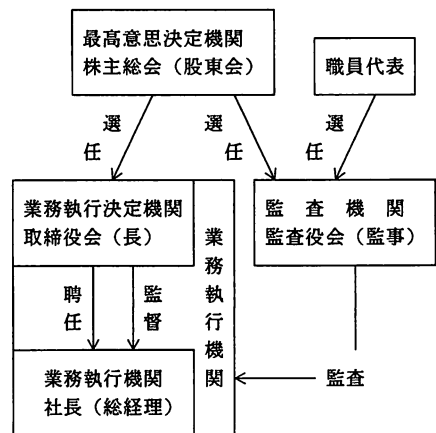 最高意思決定機関
株主総会（股東会）
職員代表
選任
選任
選任
業務執行決定機関
取締役会（長）
業務執行機関
監査機関
監査役会（監事）
聘任
監督
業務執行機関
社長（総経理）
監査